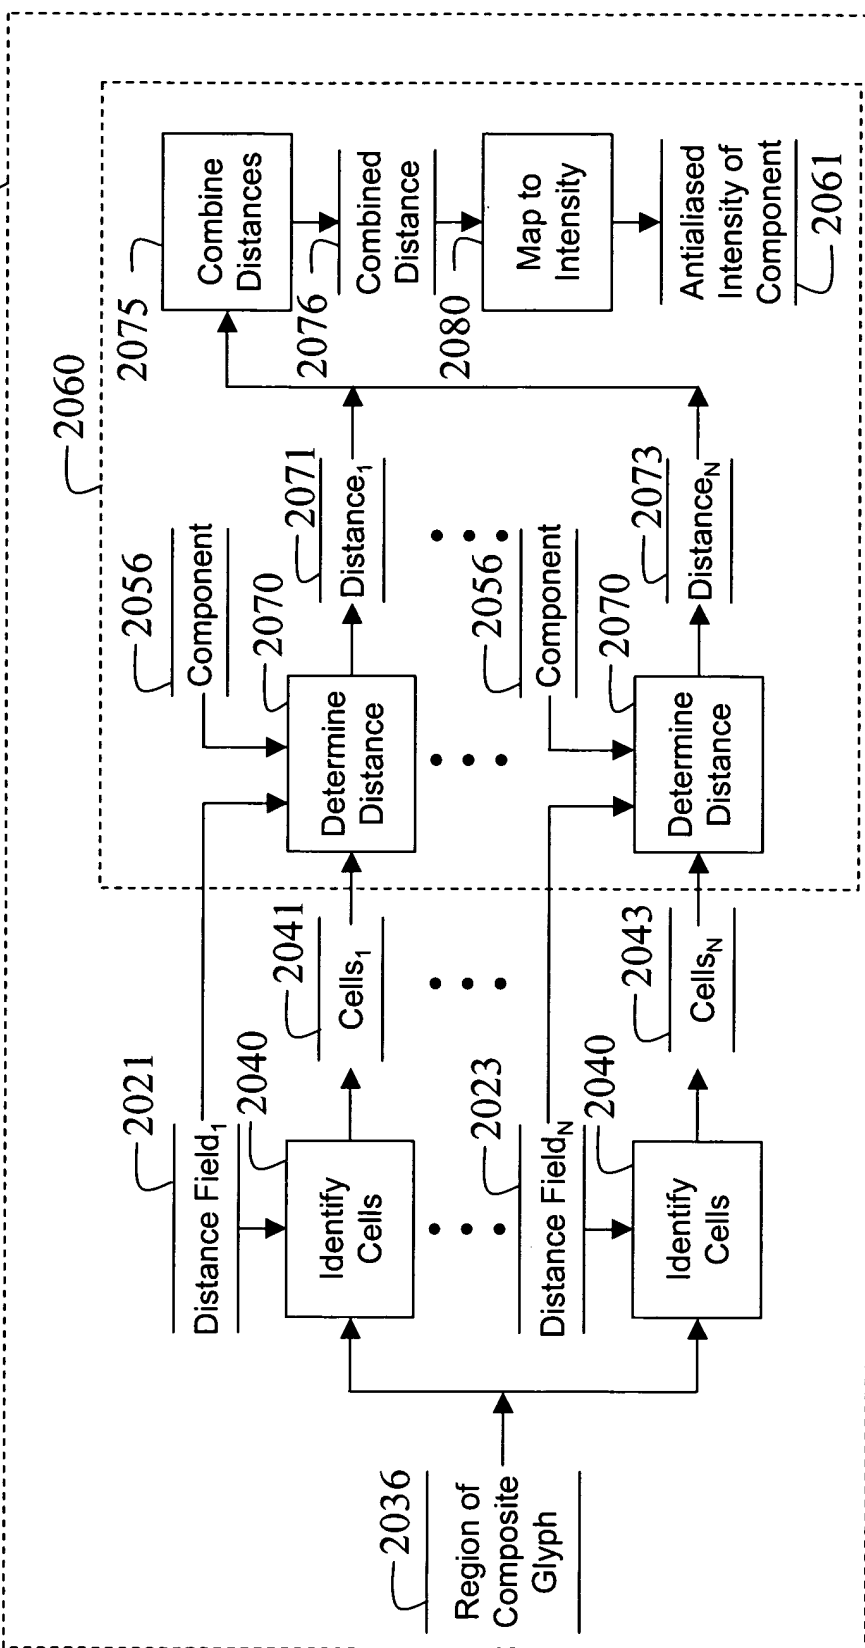 2060
2021
Distance Field1
2056
Component
2075
Combine
Distances
2040
Identify
Cells
2041
Cells1
2070
Determine
Distance
2071
Distance1
2076
Combined
Distance
2036
Region of
Composite
Glyph
2023
Distance FieldN
2056
Component
2080
Map to
Intensity
2040
Identify
Cells
2043
CellsN
2070
Determine
Distance
2073
DistanceN
Antialiased
Intensity of
Component
2061